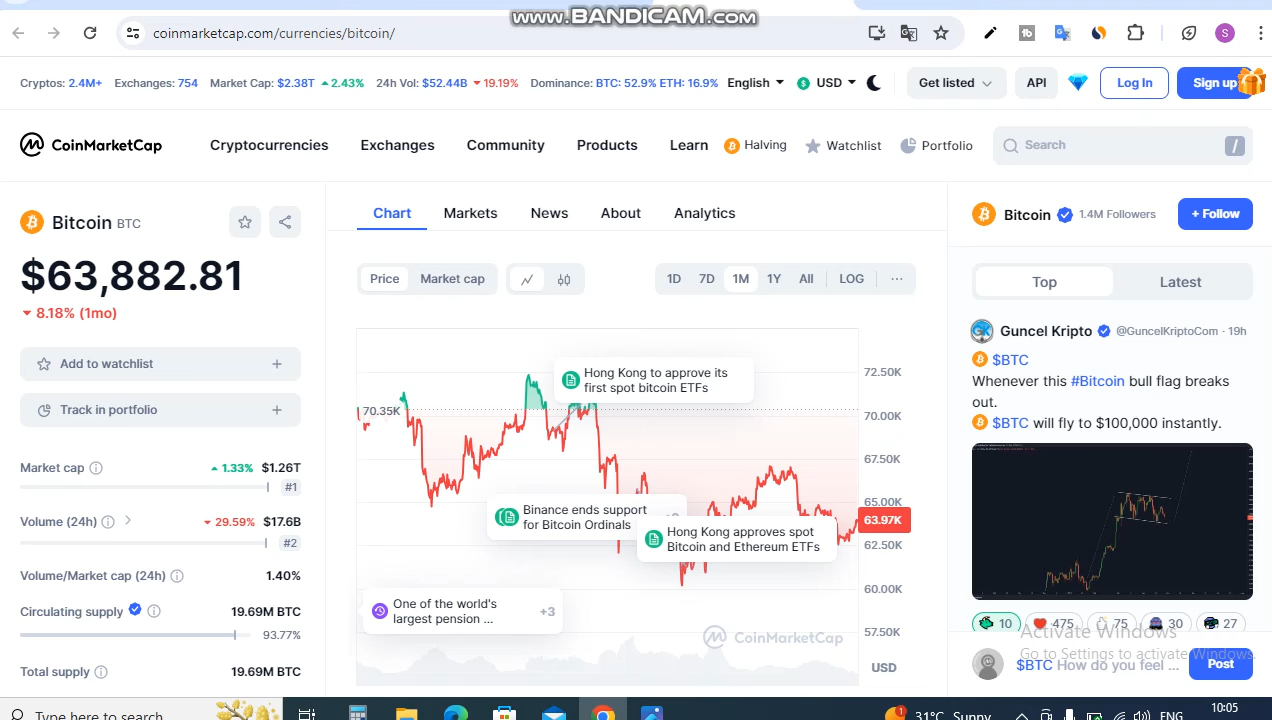 www.BANDICAM.com
coinmarketcap.com/currencies/bitcoin/
S
Cryptos: 2.4M+ Exchanges: 754 Market Cap: $2.38T 2.43% 24h Vol: $52.44B 19.19% Dominance: BTC: 52.9% ETH: 16.9% English USD Get listed API Log In Sign up
CoinMarketCap Cryptocurrencies Exchanges Community Products Learn Halving Watchlist Portfolio Search /
Bitcoin BTC
$63,882.81
8.18% (1mo)
Add to watchlist +
Track in portfolio +
Market cap 1.33% $1.26T
#1
Volume (24h) 29.59% $17.6B
#2
Volume/Market cap (24h) 1.40%
Circulating supply 19.69M BTC
93.77%
Total supply 19.69M BTC
Chart Markets News About Analytics
Price Market cap 1D 7D 1M 1Y All LOG ...
Hong Kong to approve its
first spot bitcoin ETFs
70.35K
Binance ends support
for Bitcoin Ordinals
Hong Kong approves spot
Bitcoin and Ethereum ETFs
One of the world's
largest pension ...
+3
CoinMarketCap
72.50K
70.00K
67.50K
65.00K
63.97K
62.50K
60.00K
57.50K
USD
Bitcoin 1.4M Followers + Follow
Top Latest
Guncel Kripto @GuncelKriptoCom · 19h
$BTC
Whenever this #Bitcoin bull flag breaks
out.
$BTC will fly to $100,000 instantly.
10 475 75 30 27
Activate Windows
Go to Settings to activate Windows.
$BTC How do you feel ... Post
Type here to search
1
31°C Sunny
ENG
10:05